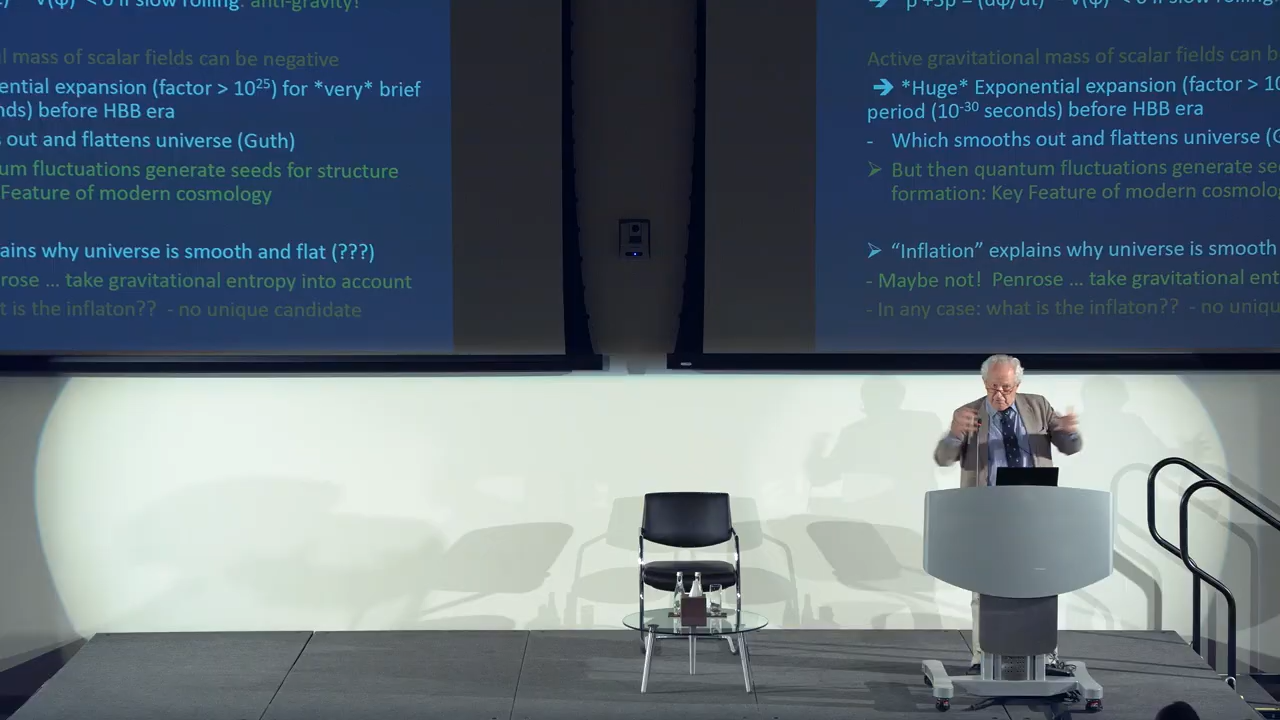 V(φ) < 0 if slow rolling: anti-gravity!
l mass of scalar fields can be negative
ential expansion (factor > 10²⁵) for *very* brief
nds) before HBB era
s out and flattens universe (Guth)
um fluctuations generate seeds for structure
Feature of modern cosmology
ains why universe is smooth and flat (???)
rose ... take gravitational entropy into account
t is the inflaton?? - no unique candidate
➔ ρ +3p = (dφ/dt)² - V(φ) < 0 if slow rolling
Active gravitational mass of scalar fields can b
➔ *Huge* Exponential expansion (factor > 10
period (10⁻³⁰ seconds) before HBB era
- Which smooths out and flattens universe (G
➢ But then quantum fluctuations generate see
formation: Key Feature of modern cosmolo
➢ “Inflation” explains why universe is smooth
- Maybe not! Penrose ... take gravitational ent
- In any case: what is the inflaton?? - no uniqu